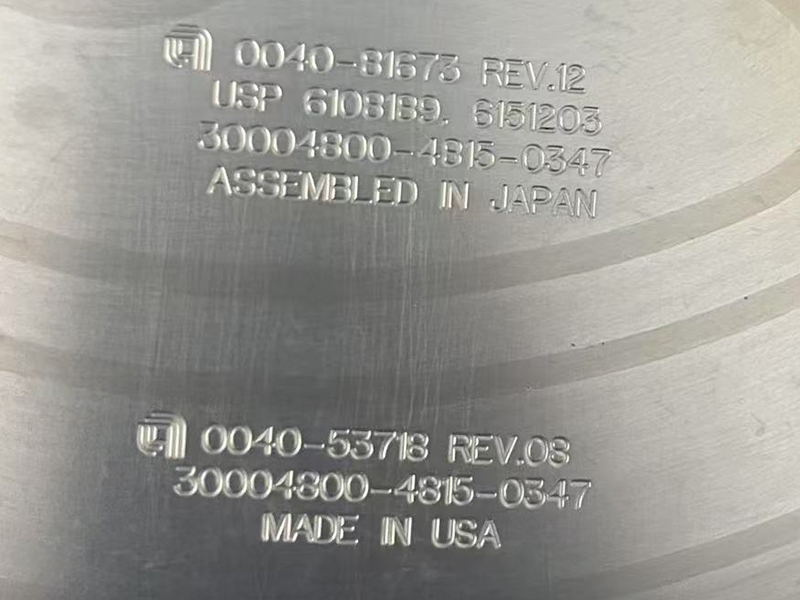 0040-81673 REV.12
USP 6108189, 6151203
30004800-4815-0347
ASSEMBLED IN JAPAN
0040-53718 REV.08
30004800-4815-0347
MADE IN USA